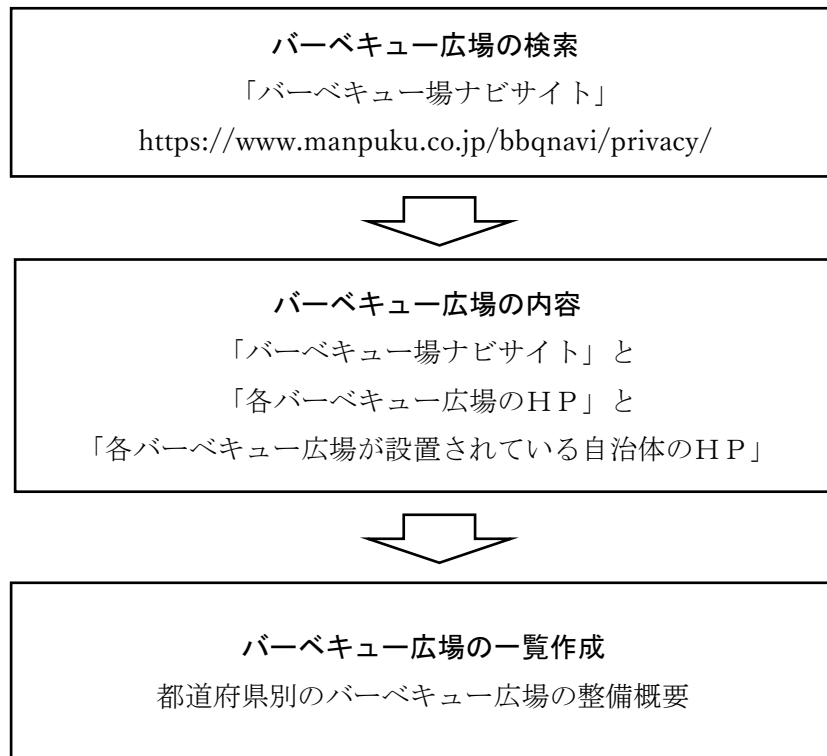 バーベキュー広場の検索
「バーベキュー場ナビサイト」
https://www.manpuku.co.jp/bbqnavi/privacy/
バーベキュー広場の内容
「バーベキュー場ナビサイト」と
「各バーベキュー広場のＨＰ」と
「各バーベキュー広場が設置されている自治体のＨＰ」
バーベキュー広場の一覧作成
都道府県別のバーベキュー広場の整備概要